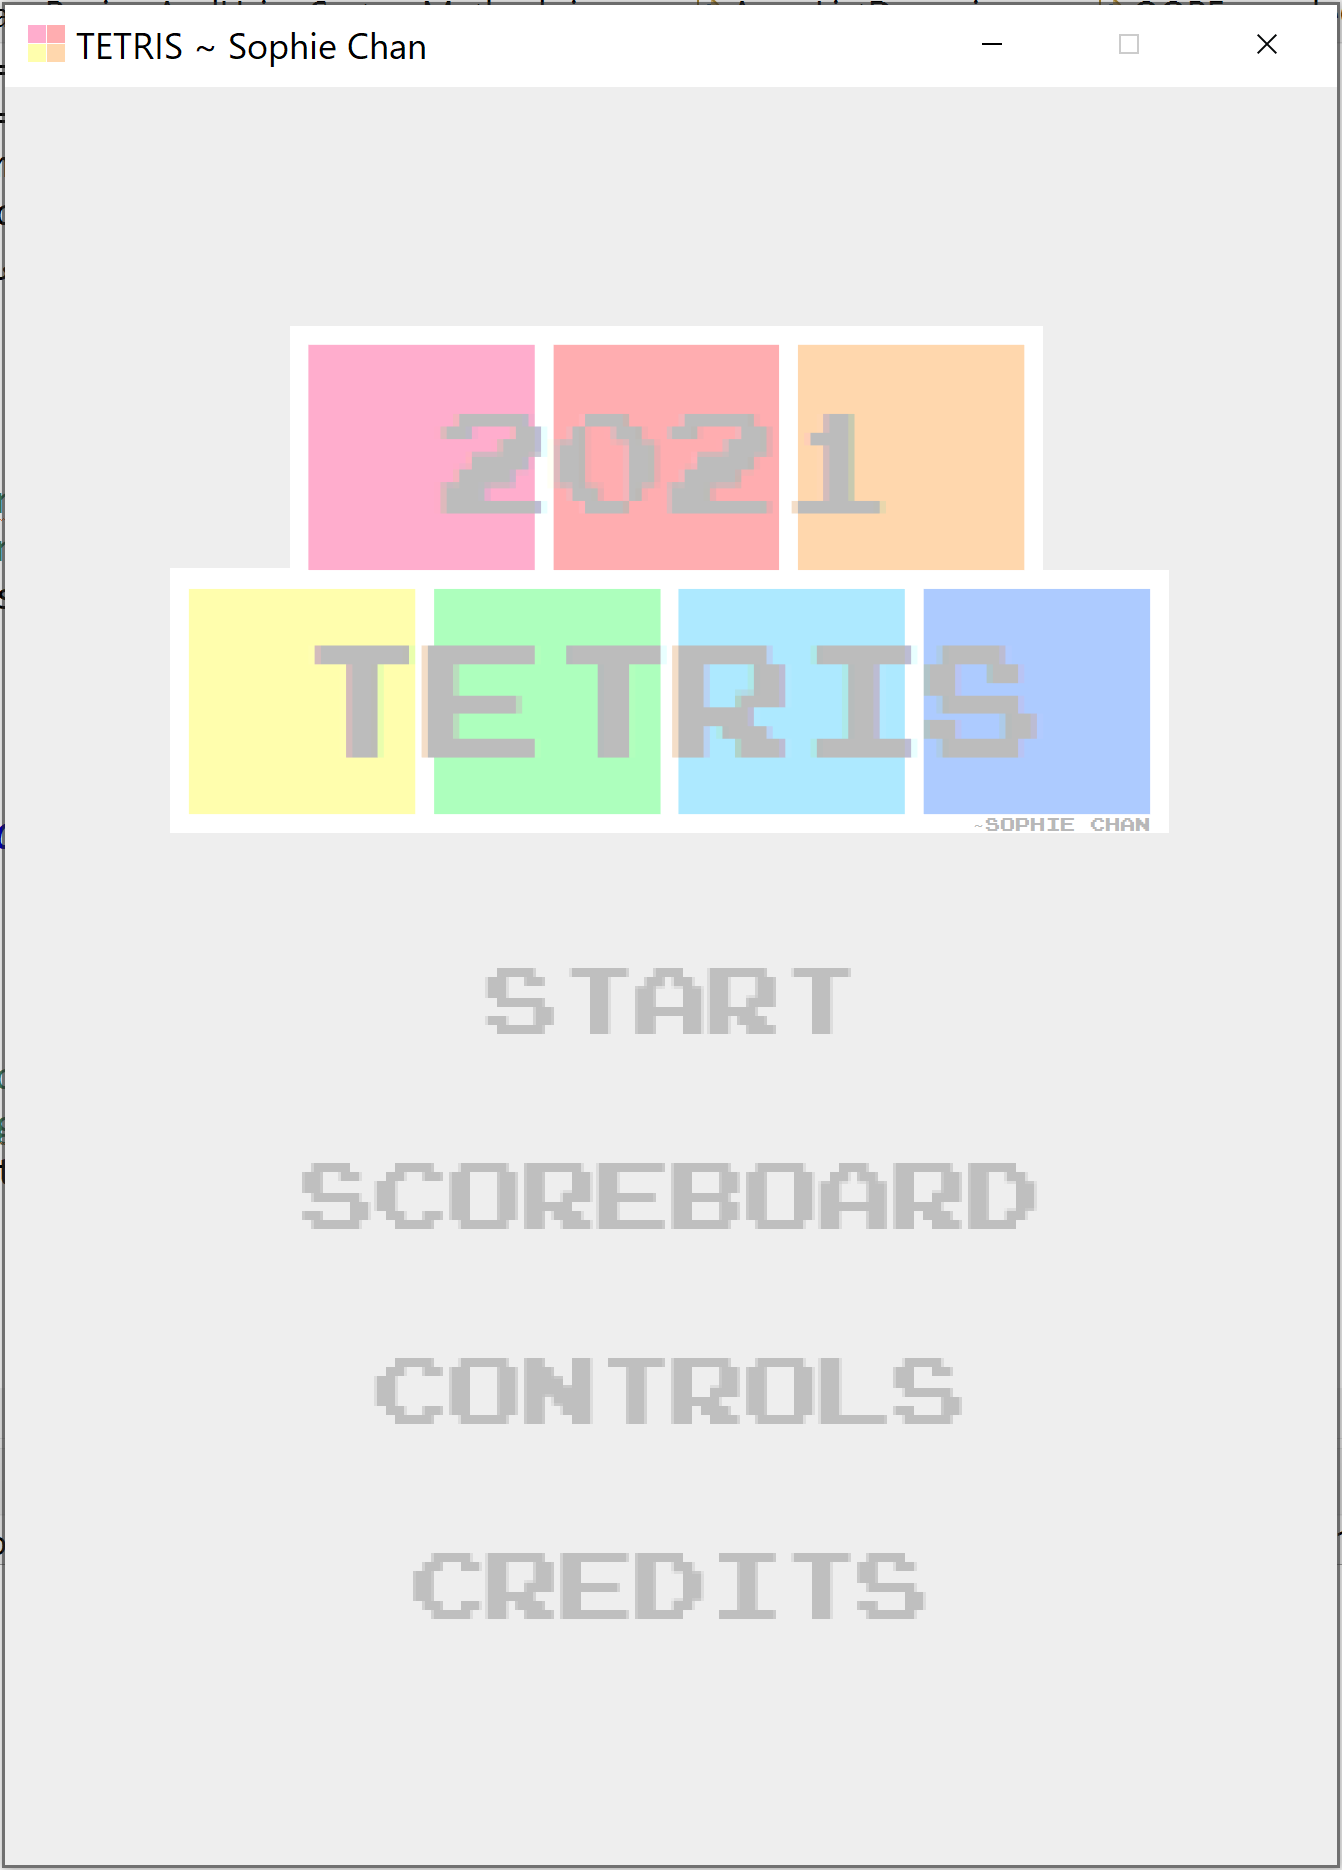 TETRIS ~ Sophie Chan
2021
TETRIS
~SOPHIE CHAN
START
SCOREBOARD
CONTROLS
CREDITS